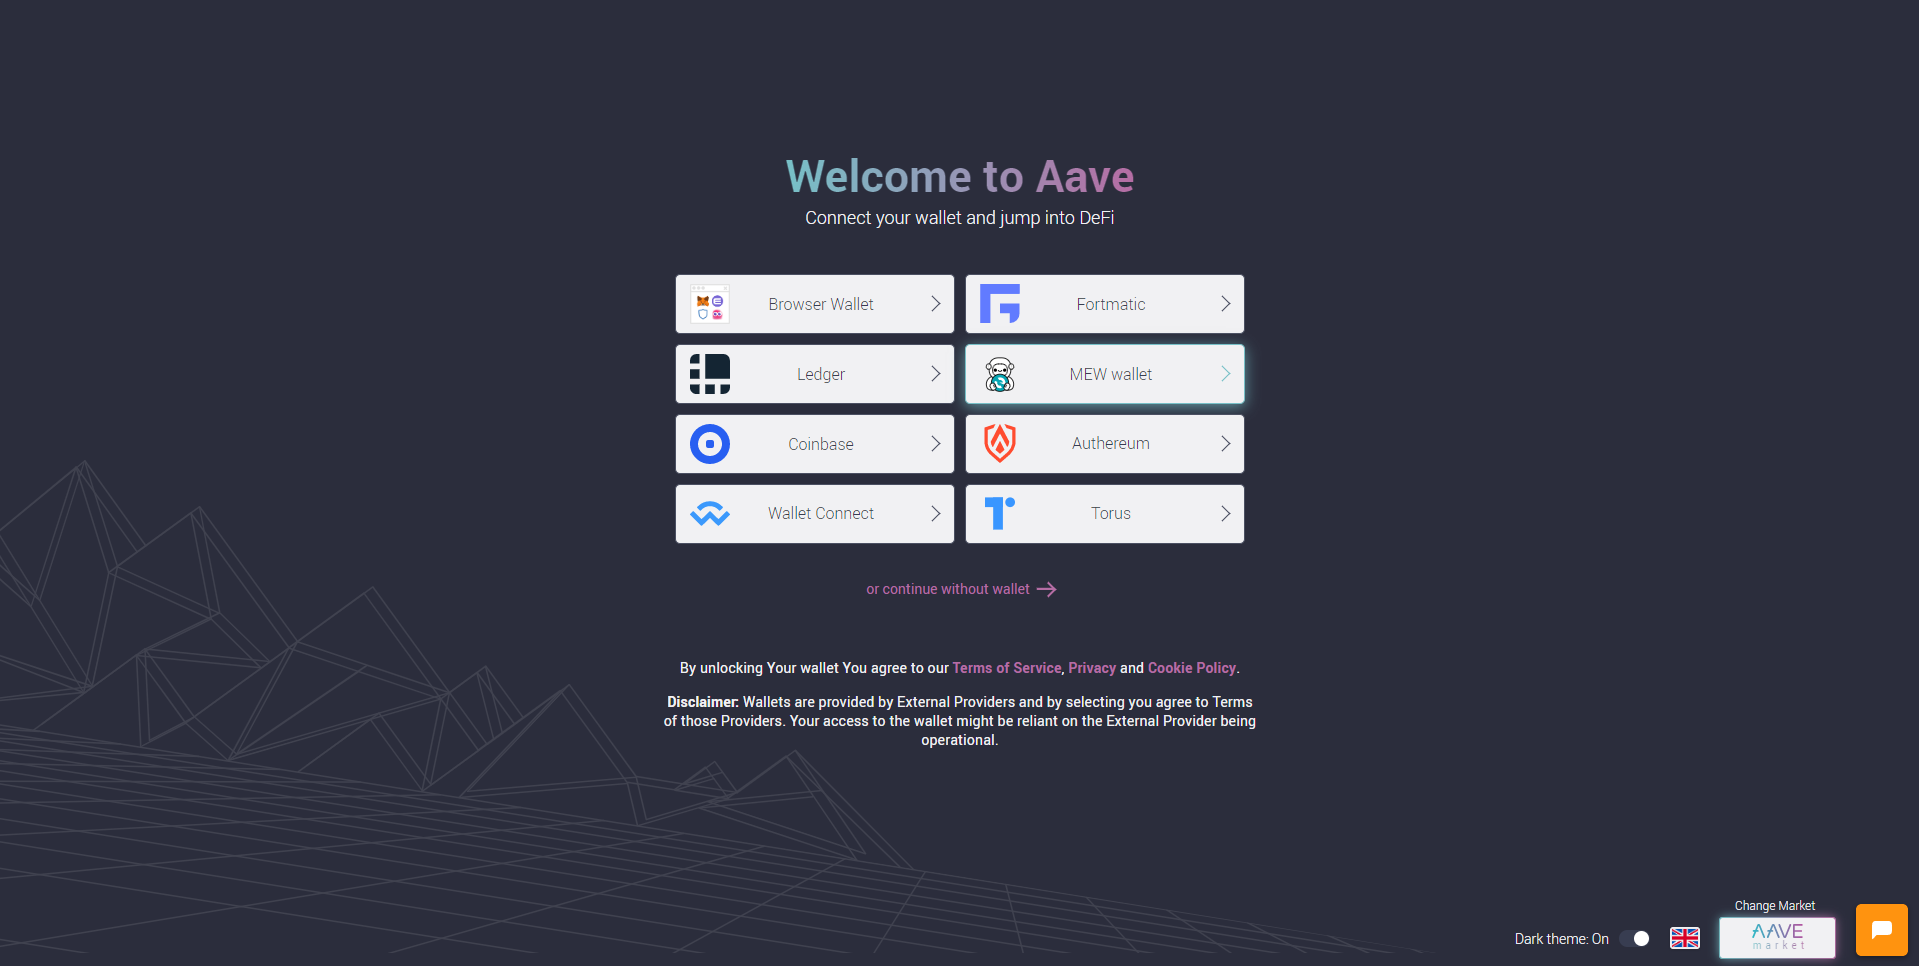 Welcome to Aave
Connect your wallet and jump into DeFi
Browser Wallet
Fortmatic
Ledger
MEW wallet
Coinbase
Authereum
Wallet Connect
Torus
or continue without wallet
By unlocking Your wallet You agree to our Terms of Service, Privacy and Cookie Policy.
Disclaimer: Wallets are provided by External Providers and by selecting you agree to Terms
of those Providers. Your access to the wallet might be reliant on the External Provider being
operational.
Change Market
Dark theme: On
AAVE
market